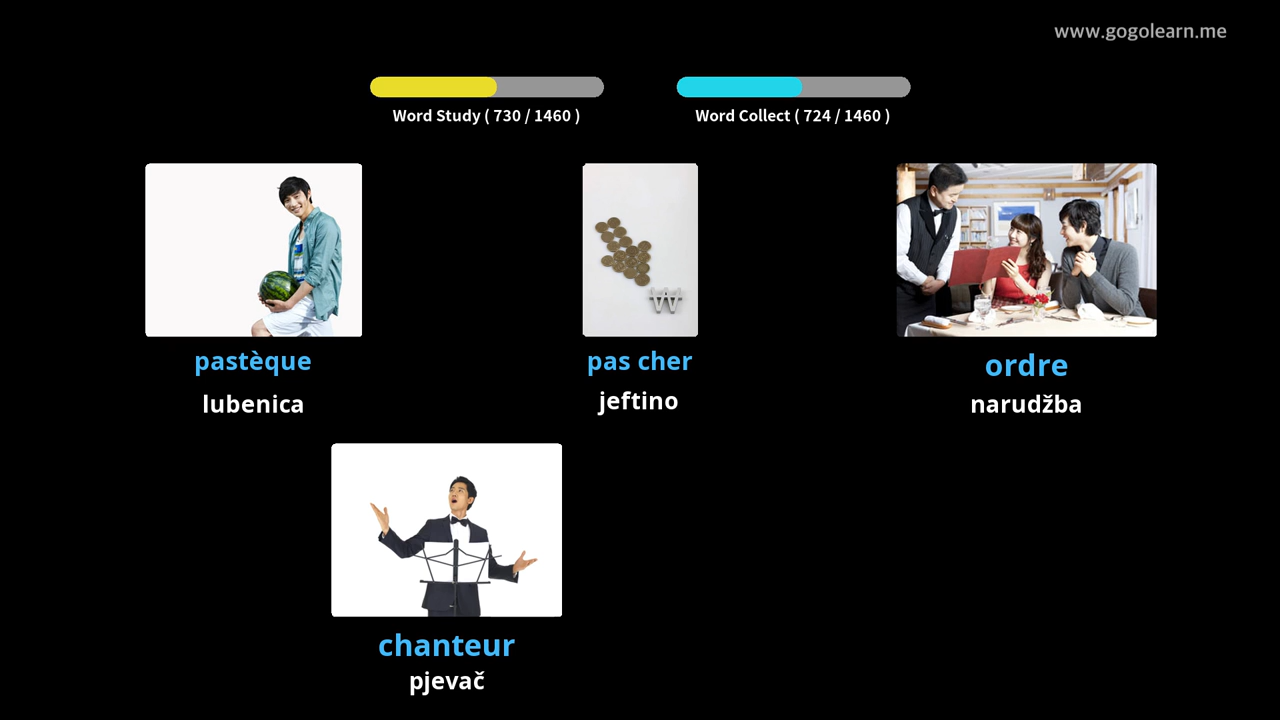 www.gogolearn.me
Word Study ( 730 / 1460 )
Word Collect ( 724 / 1460 )
pastèque
lubenica
pas cher
jeftino
ordre
narudžba
chanteur
pjevač